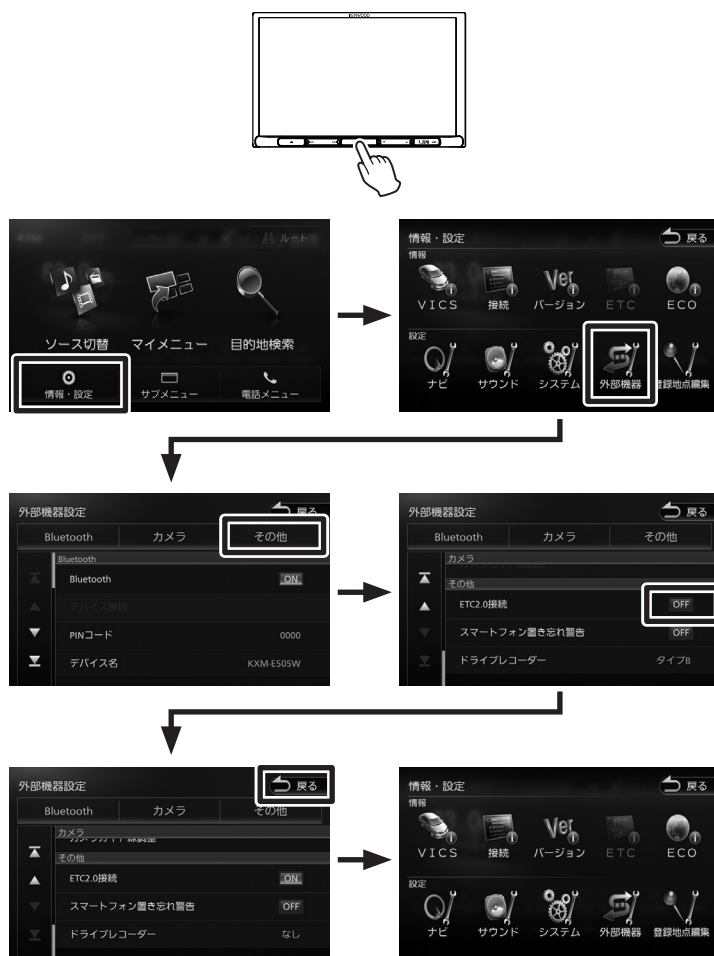 KENWOOD
ルート
ソース切替 マイメニュー 目的地検索
情報・設定 サブメニュー 電話メニュー
情報・設定 戻る
情報
VICS 接続 バージョン ETC ECO
設定
ナビ サウンド システム 外部機器 登録地点編集
外部機器設定 戻る
Bluetooth カメラ その他
Bluetooth
Bluetooth ON
デバイス接続
PINコード 0000
デバイス名 KXM-E505W
外部機器設定 戻る
Bluetooth カメラ その他
カメラ
その他
ETC2.0接続 OFF
スマートフォン置き忘れ警告 OFF
ドライブレコーダー タイプB
外部機器設定 戻る
Bluetooth カメラ その他
カメラ
その他
ETC2.0接続 ON
スマートフォン置き忘れ警告 OFF
ドライブレコーダー なし
情報・設定 戻る
情報
VICS 接続 バージョン ETC ECO
設定
ナビ サウンド システム 外部機器 登録地点編集